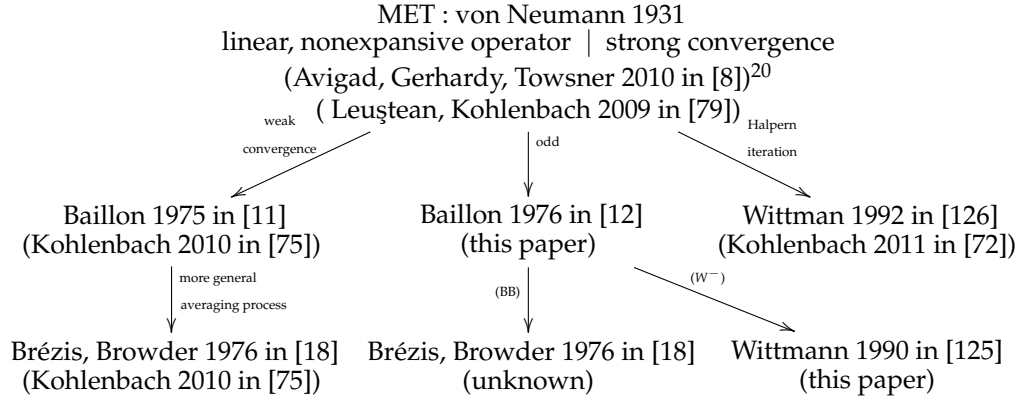 MET : von Neumann 1931
linear, nonexpansive operator | strong convergence
(Avigad, Gerhardy, Towsner 2010 in [8])20
( Leuştean, Kohlenbach 2009 in [79])
weak
convergence
odd
Halpern
iteration
Baillon 1975 in [11]
(Kohlenbach 2010 in [75])
Baillon 1976 in [12]
(this paper)
Wittman 1992 in [126]
(Kohlenbach 2011 in [72])
more general
averaging process
(BB)
(W−)
Brézis, Browder 1976 in [18]
(Kohlenbach 2010 in [75])
Brézis, Browder 1976 in [18]
(unknown)
Wittmann 1990 in [125]
(this paper)